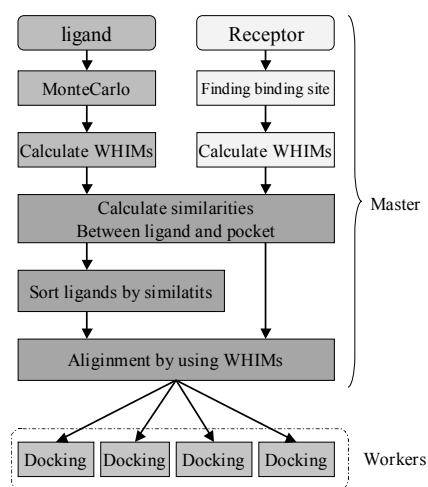 ligand
Receptor
MonteCarlo
Finding binding site
Calculate WHIMs
Calculate WHIMs
Calculate similarities
Between ligand and pocket
Master
Sort ligands by similatits
Aliginment by using WHIMs
Docking
Docking
Docking
Docking
Workers